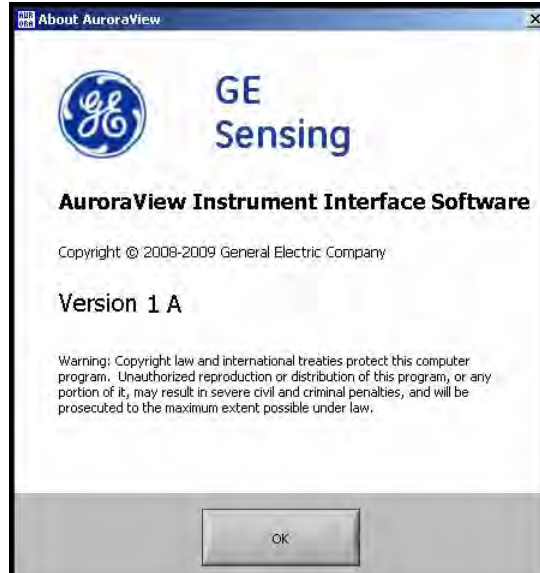 AUR
ORA
About AuroraView
GE
GE
Sensing
AuroraView Instrument Interface Software
Copyright © 2008-2009 General Electric Company
Version 1 A
Warning: Copyright law and international treaties protect this computer
program. Unauthorized reproduction or distribution of this program, or any
portion of it, may result in severe civil and criminal penalties, and will be
prosecuted to the maximum extent possible under law.
OK